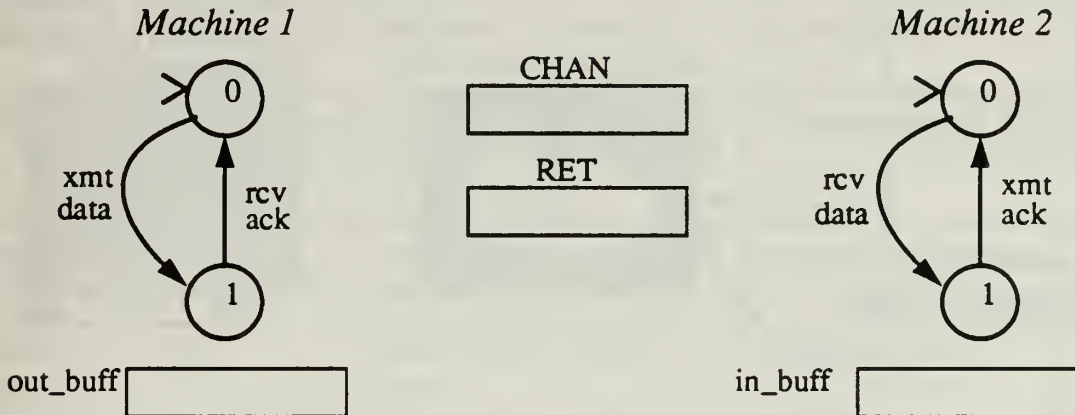 Machine 1
Machine 2
0
CHAN
RET
0
xmt
data
rcv
ack
rcv
data
xmt
ack
1
1
out_buff
in_buff